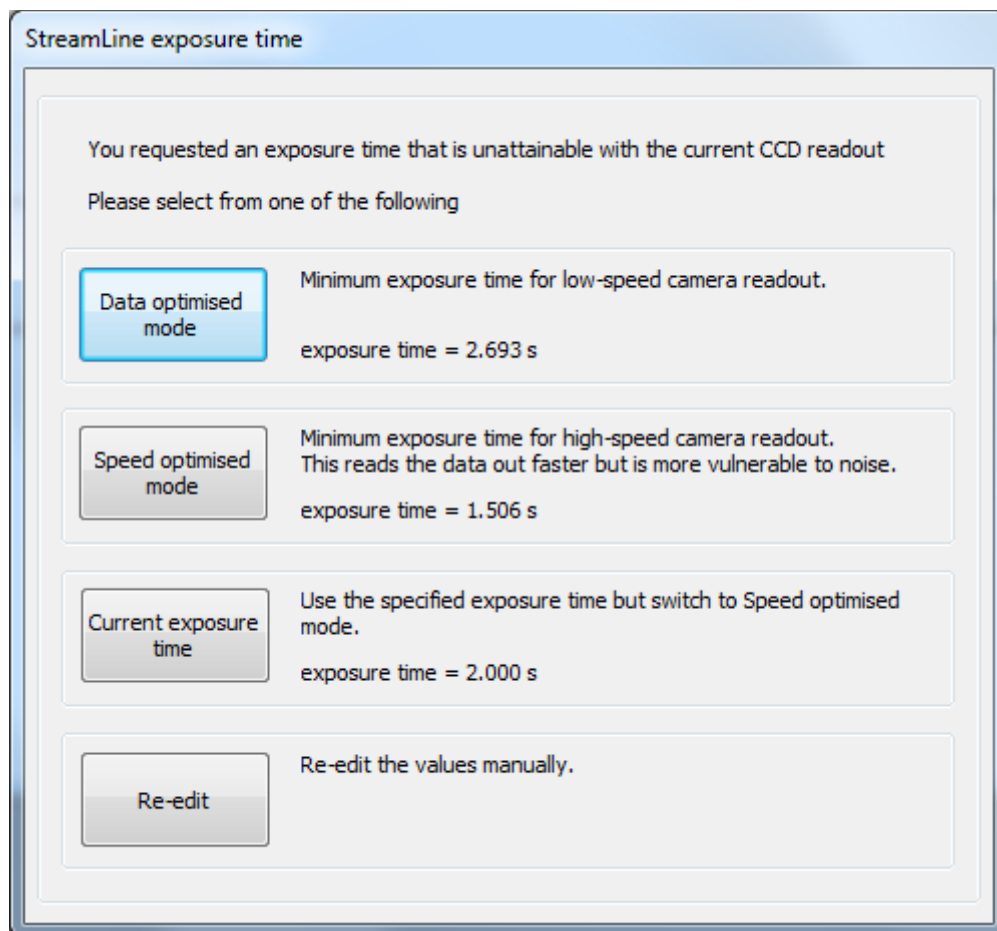 StreamLine exposure time
You requested an exposure time that is unattainable with the current CCD readout
Please select from one of the following
Data optimised
mode
Minimum exposure time for low-speed camera readout.
exposure time = 2.693 s
Speed optimised
mode
Minimum exposure time for high-speed camera readout.
This reads the data out faster but is more vulnerable to noise.
exposure time = 1.506 s
Current exposure
time
Use the specified exposure time but switch to Speed optimised
mode.
exposure time = 2.000 s
Re-edit
Re-edit the values manually.